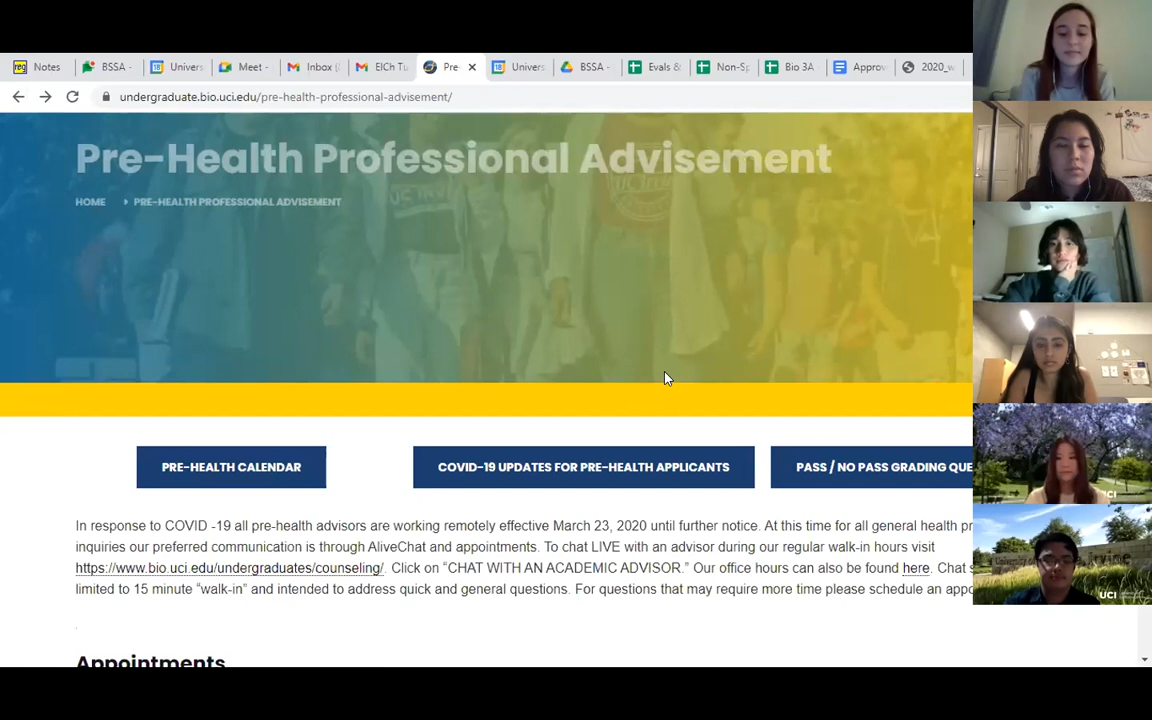 Notes BSSA - Univers Meet - Inbox ( ElCh Tu Pre Univers BSSA - Evals & Non-S Bio 3A Approv 2020_w
undergraduate.bio.uci.edu/pre-health-professional-advisement/
Pre-Health Professional Advisement
HOME PRE-HEALTH PROFESSIONAL ADVISEMENT
PRE-HEALTH CALENDAR COVID-19 UPDATES FOR PRE-HEALTH APPLICANTS PASS / NO PASS GRADING QUE
In response to COVID -19 all pre-health advisors are working remotely effective March 23, 2020 until further notice. At this time for all general health pr
inquiries our preferred communication is through AliveChat and appointments. To chat LIVE with an advisor during our regular walk-in hours visit
https://www.bio.uci.edu/undergraduates/counseling/. Click on “CHAT WITH AN ACADEMIC ADVISOR.” Our office hours can also be found here. Chat s
limited to 15 minute “walk-in” and intended to address quick and general questions. For questions that may require more time please schedule an appo
Appointments
UCI
UCI